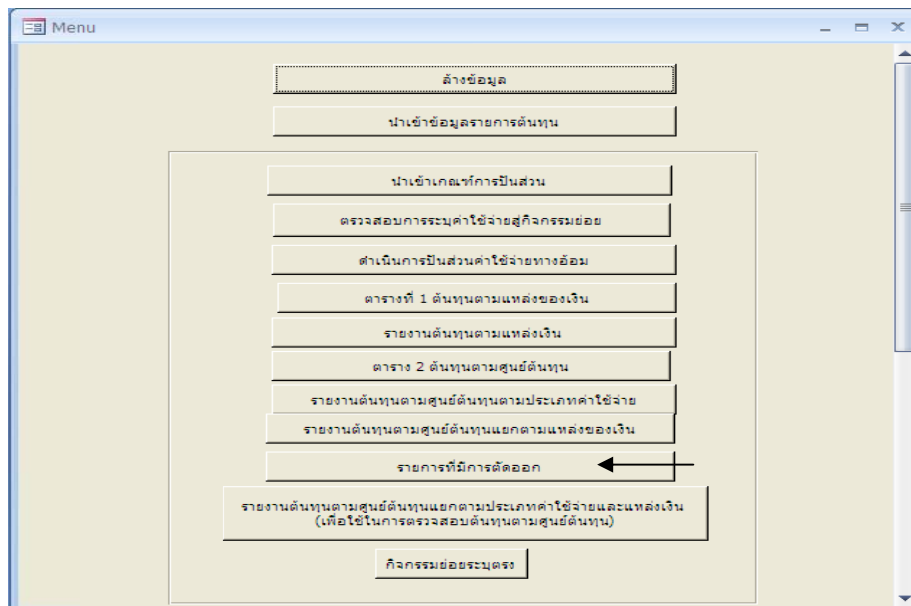 Menu
ล้างข้อมูล
นำเข้าข้อมูลรายการต้นทุน
นำเข้าเกณฑ์การปันส่วน
ตรวจสอบการระบุค่าใช้จ่ายสู่กิจกรรมย่อย
ดำเนินการปันส่วนค่าใช้จ่ายทางอ้อม
ตารางที่ 1 ต้นทุนตามแหล่งของเงิน
รายงานต้นทุนตามแหล่งเงิน
ตาราง 2 ต้นทุนตามศูนย์ต้นทุน
รายงานต้นทุนตามศูนย์ต้นทุนตามประเภทค่าใช้จ่าย
รายงานต้นทุนตามศูนย์ต้นทุนแยกตามแหล่งของเงิน
รายการที่มีการตัดออก
รายงานต้นทุนตามศูนย์ต้นทุนแยกตามประเภทค่าใช้จ่ายและแหล่งเงิน
(เพื่อใช้ในการตรวจสอบต้นทุนตามศูนย์ต้นทุน)
กิจกรรมย่อยระบุตรง